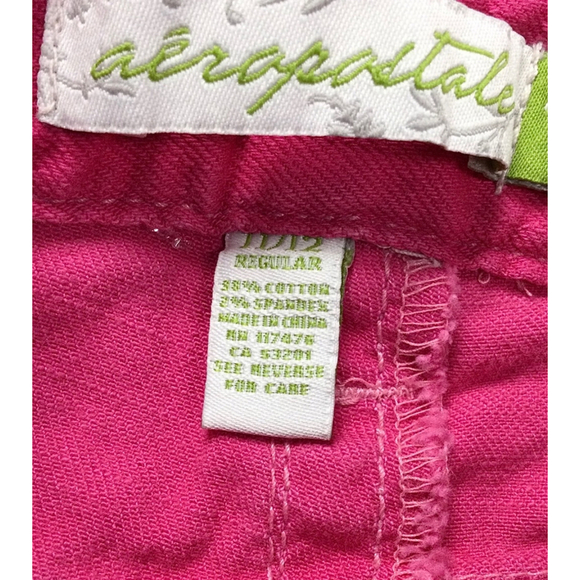 aéropostale
11/12
REGULAR
98% COTTON
2% SPANDEX
MADE IN CHINA
RN 117476
CA 53201
SEE REVERSE
FOR CARE